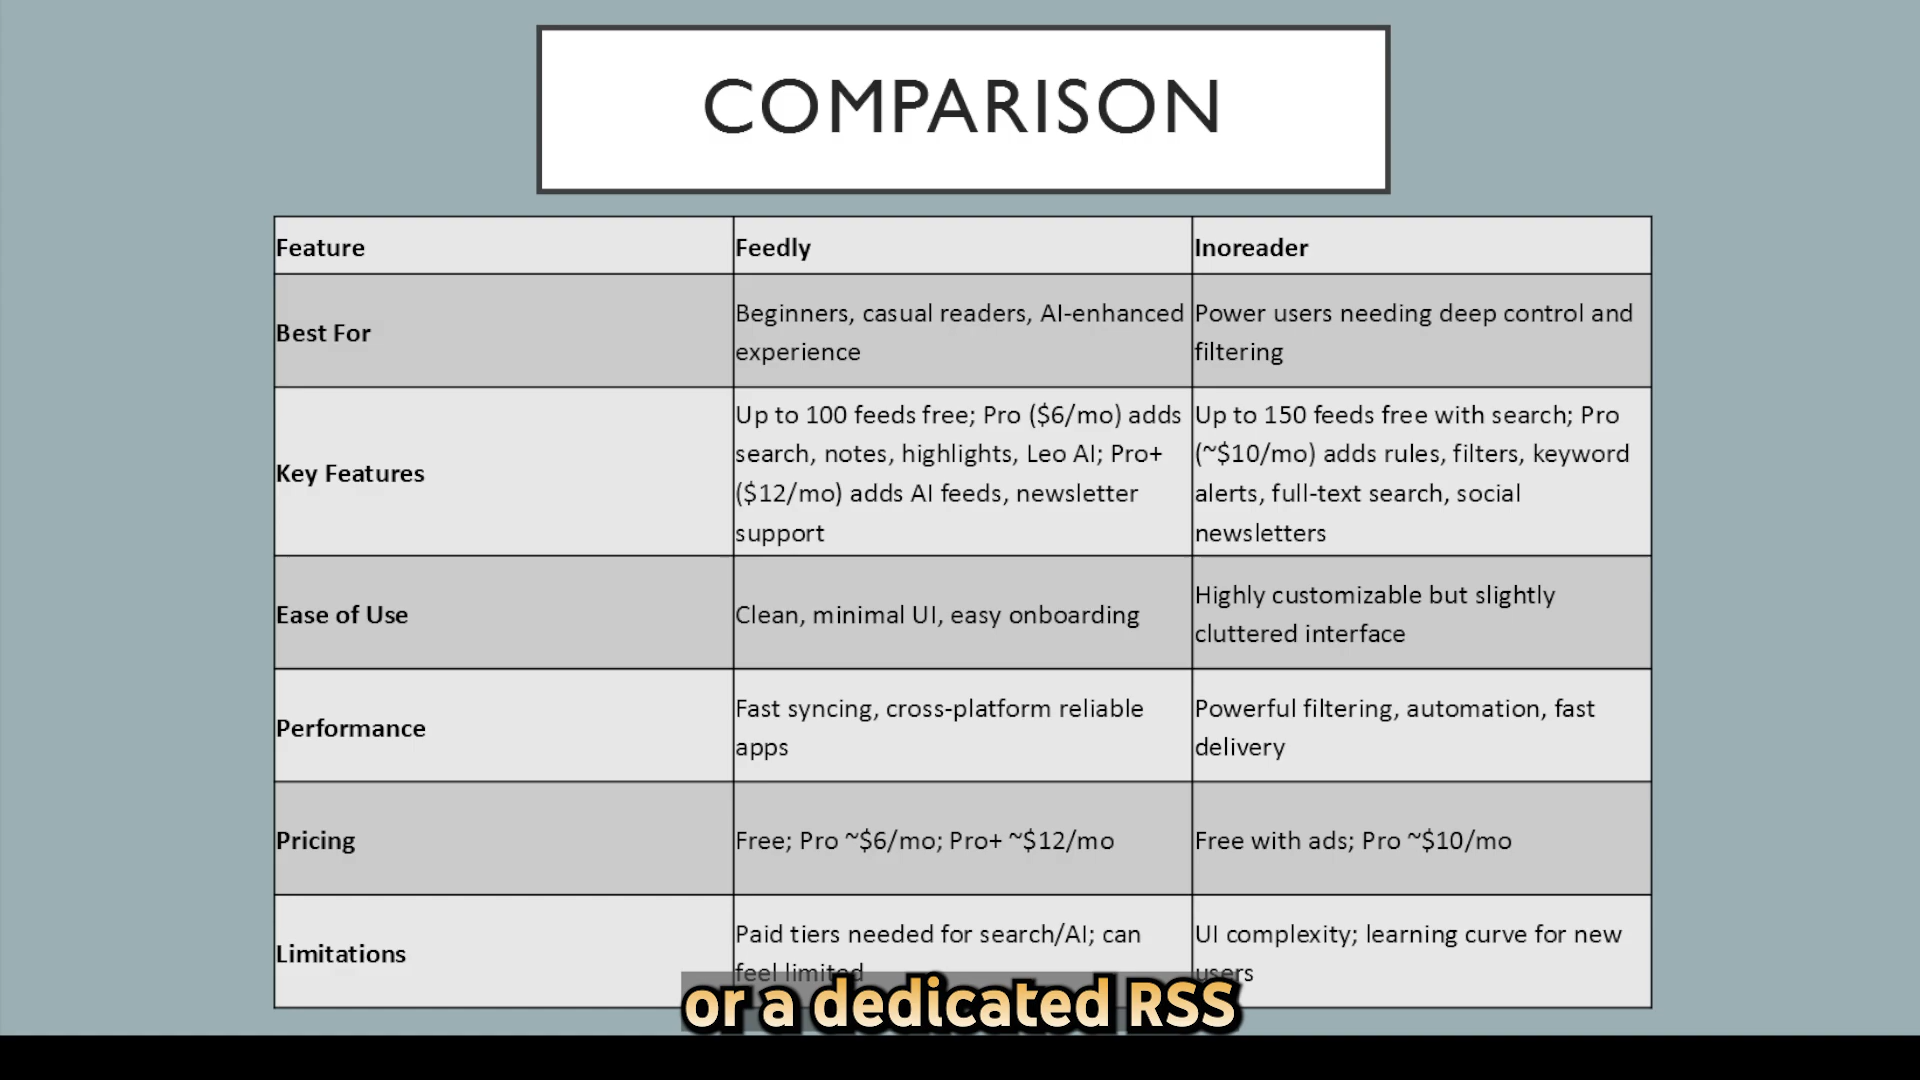 COMPARISON
Feature
Feedly
Inoreader
Best For
Beginners, casual readers, AI-enhanced
experience
Power users needing deep control and
filtering
Key Features
Up to 100 feeds free; Pro ($6/mo) adds
search, notes, highlights, Leo AI; Pro+
($12/mo) adds AI feeds, newsletter
support
Up to 150 feeds free with search; Pro
(~$10/mo) adds rules, filters, keyword
alerts, full-text search, social
newsletters
Ease of Use
Clean, minimal UI, easy onboarding
Highly customizable but slightly
cluttered interface
Performance
Fast syncing, cross-platform reliable
apps
Powerful filtering, automation, fast
delivery
Pricing
Free; Pro ~$6/mo; Pro+ ~$12/mo
Free with ads; Pro ~$10/mo
Limitations
Paid tiers needed for search/AI; can
feel limited
UI complexity; learning curve for new
users
or a dedicated RSS